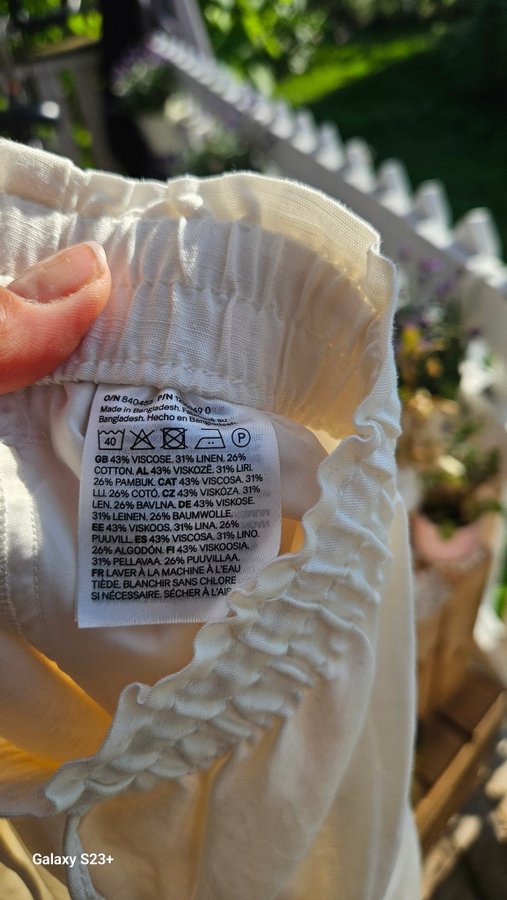 O/N 840458 P/N
Made in Bangladesh.
Bangladesh. Hecho en Bangladesh.
40 P
GB 43% VISCOSE. 31% LINEN. 26%
COTTON. AL 43% VISKOZË. 31% LIRI.
26% PAMBUK. CAT 43% VISCOSA. 31%
LLI. 26% COTÓ. CZ 43% VISKÓZA. 31%
LEN. 26% BAVLNA. DE 43% VISKOSE.
31% LEINEN. 26% BAUMWOLLE.
EE 43% VISKOOS. 31% LINA. 26%
PUUVILL. ES 43% VISCOSA. 31% LINO.
26% ALGODÓN. FI 43% VISKOOSIA.
31% PELLAVAA. 26% PUUVILLAA.
FR LAVER À LA MACHINE À L'EAU
TIÈDE. BLANCHIR SANS CHLORE
SI NÉCESSAIRE. SÉCHER À L'AIR
Galaxy S23+